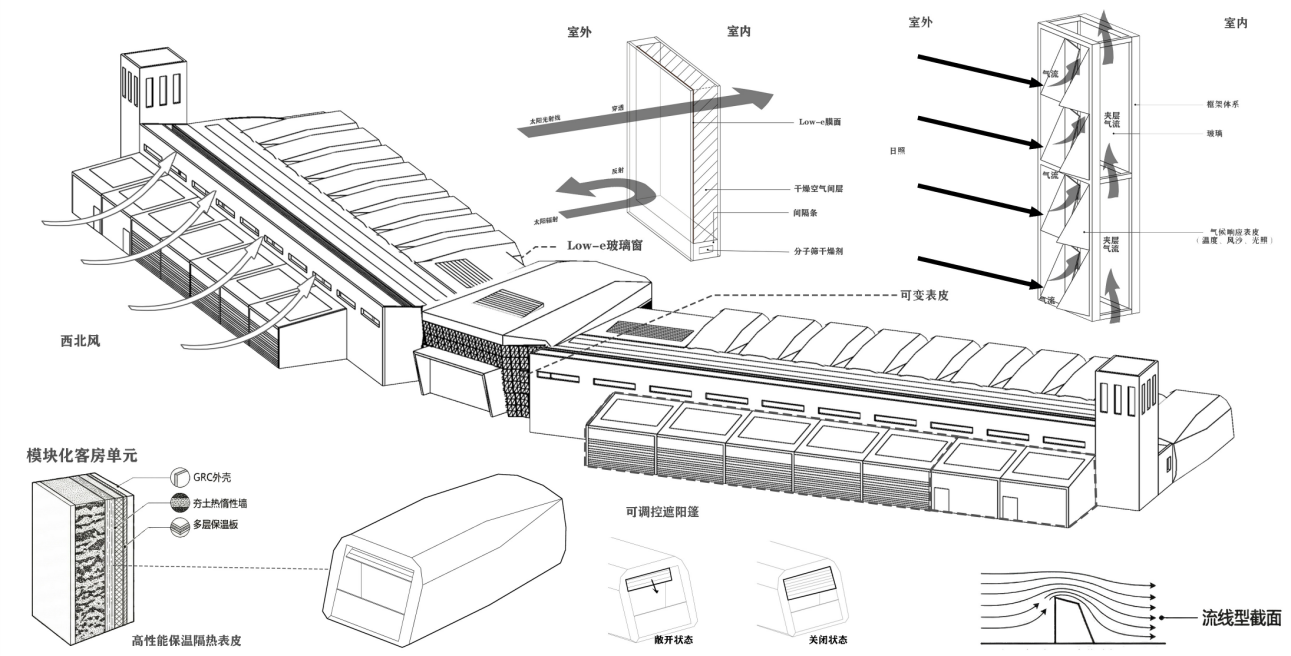 室外
室内
太阳光射线
穿透
Low-e膜面
反射
太阳辐射
干燥空气间层
间隔条
分子筛干燥剂
室外
室内
气流
框架体系
夹层
气流
玻璃
日照
气流
气流
气候响应表皮
(温度、风沙、光照)
夹层
气流
气流
Low-e玻璃窗
可变表皮
西北风
模块化客房单元
GRC外壳
夯土热惰性墙
多层保温板
高性能保温隔热表皮
可调控遮阳篷
敞开状态
关闭状态
流线型截面